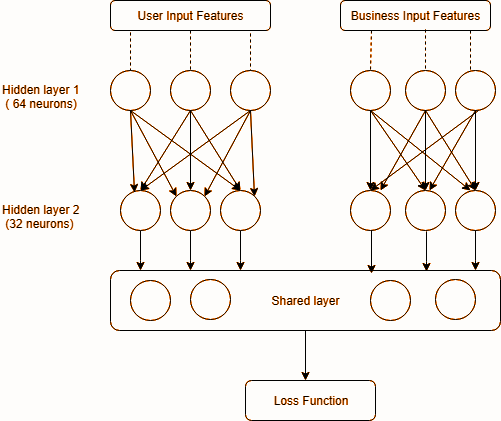 User Input Features
Business Input Features
Hidden layer 1
( 64 neurons)
Hidden layer 2
(32 neurons)
Shared layer
Loss Function